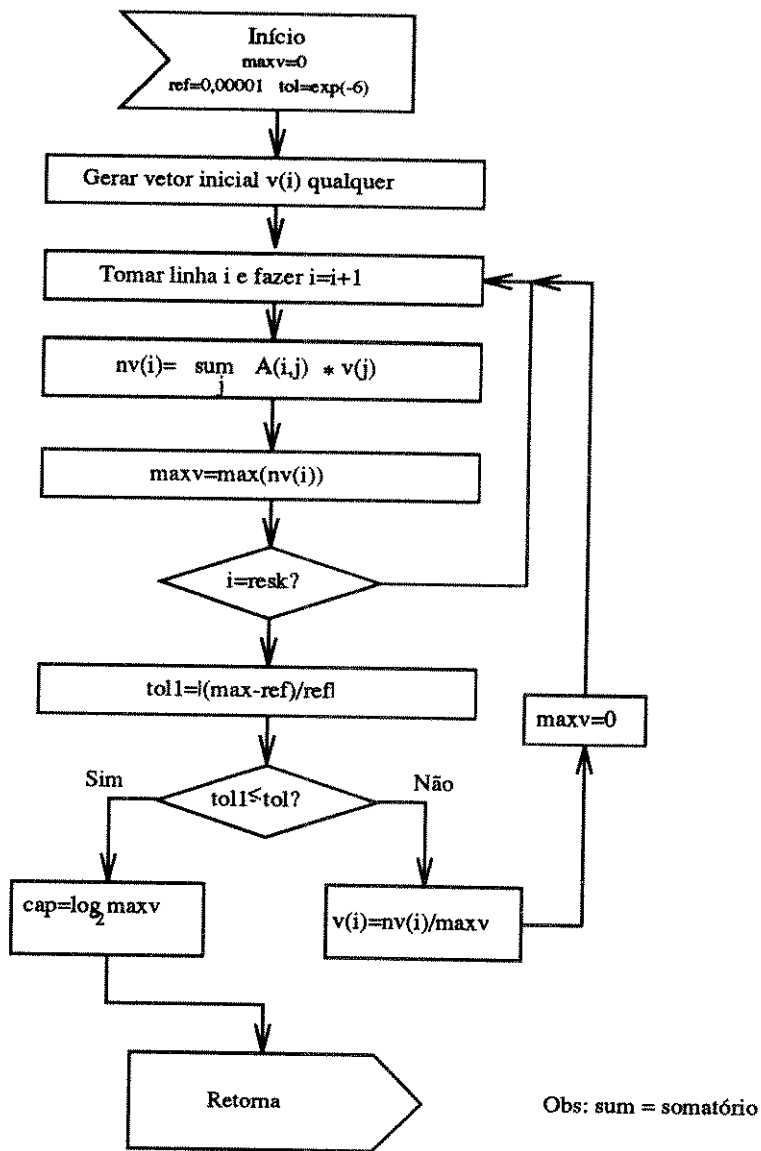 Início
maxv=0
ref=0,00001 tol=exp(-6)
Gerar vetor inicial v(i) qualquer
Tomar linha i e fazer i=i+1
nv(i)= sum A(i,j) * v(j)
j
maxv=max(nv(i))
i=resk?
tol1=|(max-ref)/ref|
maxv=0
Sim
Não
tol1≤tol?
cap=log2 maxv
v(i)=nv(i)/maxv
Retorna
Obs: sum = somatório